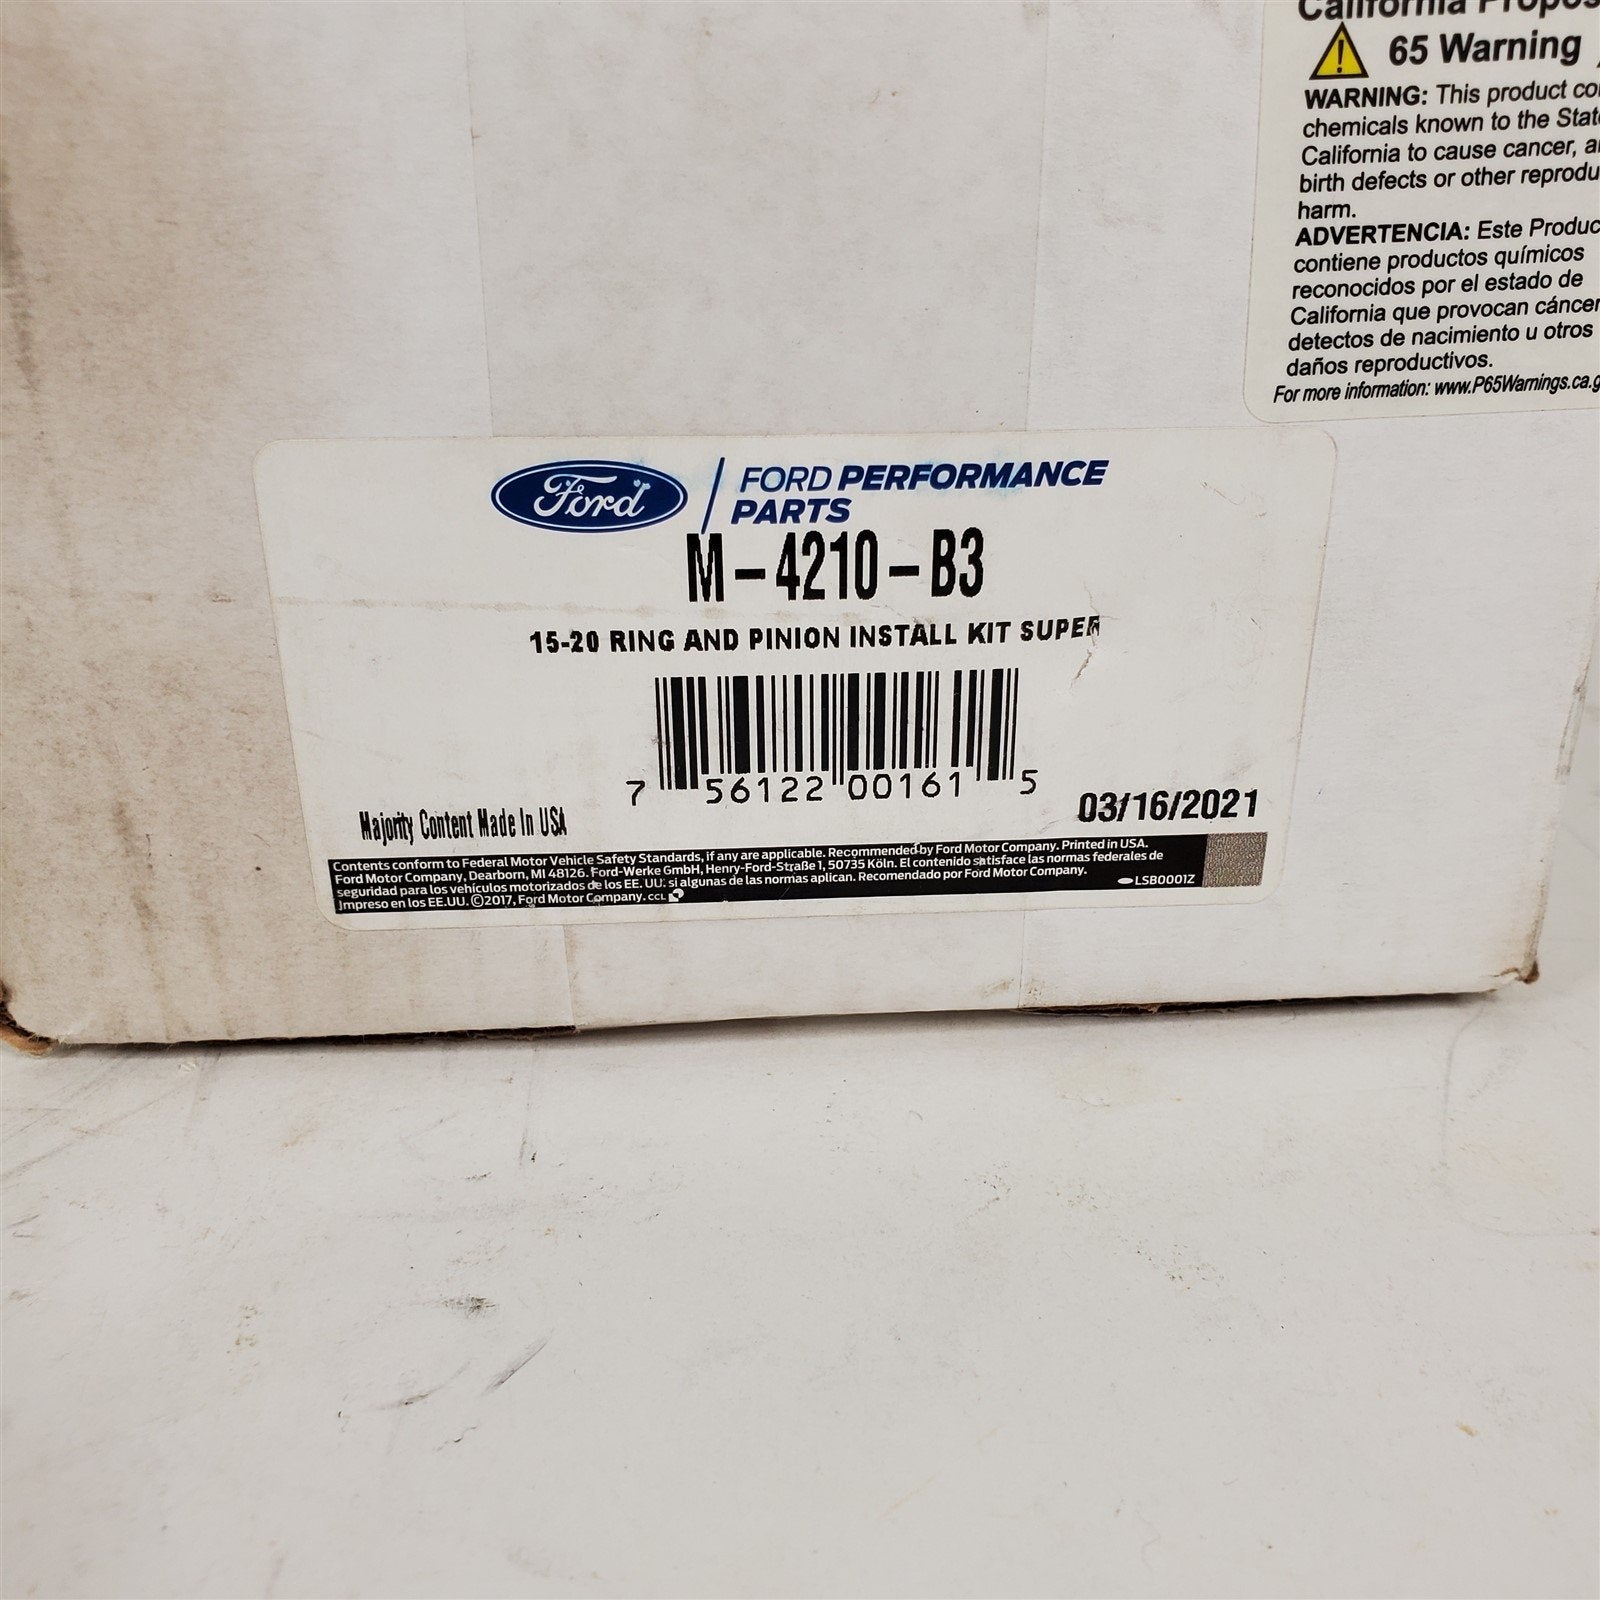 California
65 Warning
WARNING: This product
chemicals known to the
California to cause cancer,
birth defects or other
harm.
ADVERTENCIA: Este
contiene productos químicos
reconocidos por el estado de
California que provocan
detectos de nacimiento u otros
daños reproductivos.
For more information: www.P65Warnings.ca.g
Ford FORD PERFORMANCE
PARTS
M-4210-B3
15-20 RING AND PINION INSTALL KIT SUPER
7 56122 00161 5
Majority Content Made In USA
03/16/2021
Contents conform to Federal Motor Vehicle Safety Standards, if any are applicable. Recommended by Ford Motor Company. Printed in USA.
Ford Motor Company, Dearborn, MI 48126. Ford-Werke GmbH, Henry-Ford-Straße 1, 50735 Köln. El contenido satisface las normas federales de
seguridad para los vehículos motorizados de los EE. UU. si algunas de las normas aplican. Recomendado por Ford Motor Company.
Impreso en los EE.UU. ©2017, Ford Motor Company. CCL
LSB0001Z